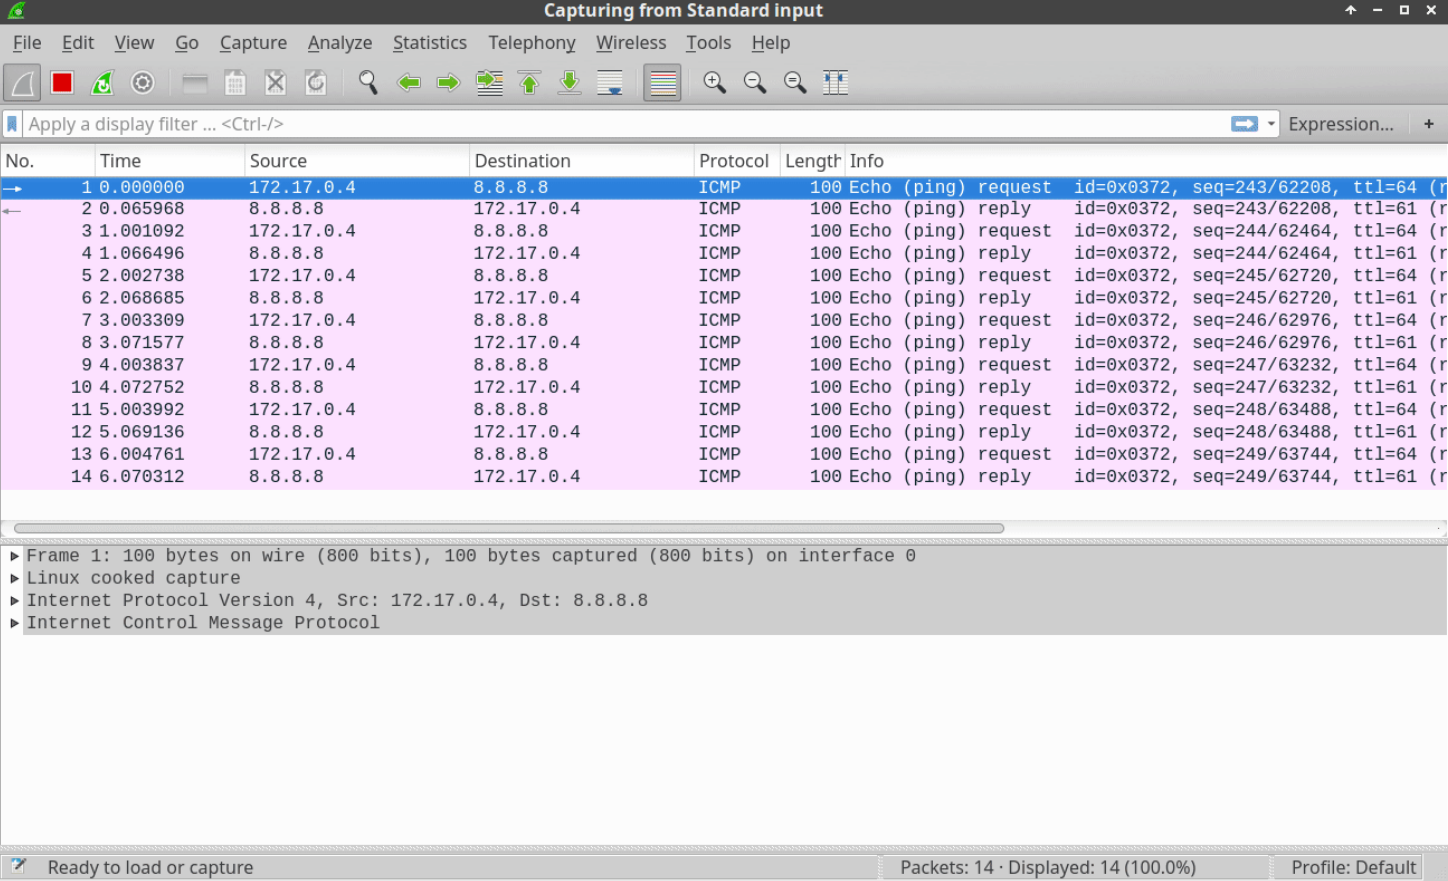 Capturing from Standard input
File Edit View Go Capture Analyze Statistics Telephony Wireless Tools Help
Apply a display filter ... <Ctrl-/> Expression... +
No. Time Source Destination Protocol Length Info
1 0.000000 172.17.0.4 8.8.8.8 ICMP 100 Echo (ping) request id=0x0372, seq=243/62208, ttl=64 (r
2 0.065968 8.8.8.8 172.17.0.4 ICMP 100 Echo (ping) reply id=0x0372, seq=243/62208, ttl=61 (r
3 1.001092 172.17.0.4 8.8.8.8 ICMP 100 Echo (ping) request id=0x0372, seq=244/62464, ttl=64 (r
4 1.066496 8.8.8.8 172.17.0.4 ICMP 100 Echo (ping) reply id=0x0372, seq=244/62464, ttl=61 (r
5 2.002738 172.17.0.4 8.8.8.8 ICMP 100 Echo (ping) request id=0x0372, seq=245/62720, ttl=64 (r
6 2.068685 8.8.8.8 172.17.0.4 ICMP 100 Echo (ping) reply id=0x0372, seq=245/62720, ttl=61 (r
7 3.003309 172.17.0.4 8.8.8.8 ICMP 100 Echo (ping) request id=0x0372, seq=246/62976, ttl=64 (r
8 3.071577 8.8.8.8 172.17.0.4 ICMP 100 Echo (ping) reply id=0x0372, seq=246/62976, ttl=61 (r
9 4.003837 172.17.0.4 8.8.8.8 ICMP 100 Echo (ping) request id=0x0372, seq=247/63232, ttl=64 (r
10 4.072752 8.8.8.8 172.17.0.4 ICMP 100 Echo (ping) reply id=0x0372, seq=247/63232, ttl=61 (r
11 5.003992 172.17.0.4 8.8.8.8 ICMP 100 Echo (ping) request id=0x0372, seq=248/63488, ttl=64 (r
12 5.069136 8.8.8.8 172.17.0.4 ICMP 100 Echo (ping) reply id=0x0372, seq=248/63488, ttl=61 (r
13 6.004761 172.17.0.4 8.8.8.8 ICMP 100 Echo (ping) request id=0x0372, seq=249/63744, ttl=64 (r
14 6.070312 8.8.8.8 172.17.0.4 ICMP 100 Echo (ping) reply id=0x0372, seq=249/63744, ttl=61 (r
Frame 1: 100 bytes on wire (800 bits), 100 bytes captured (800 bits) on interface 0
Linux cooked capture
Internet Protocol Version 4, Src: 172.17.0.4, Dst: 8.8.8.8
Internet Control Message Protocol
Ready to load or capture Packets: 14 · Displayed: 14 (100.0%) Profile: Default